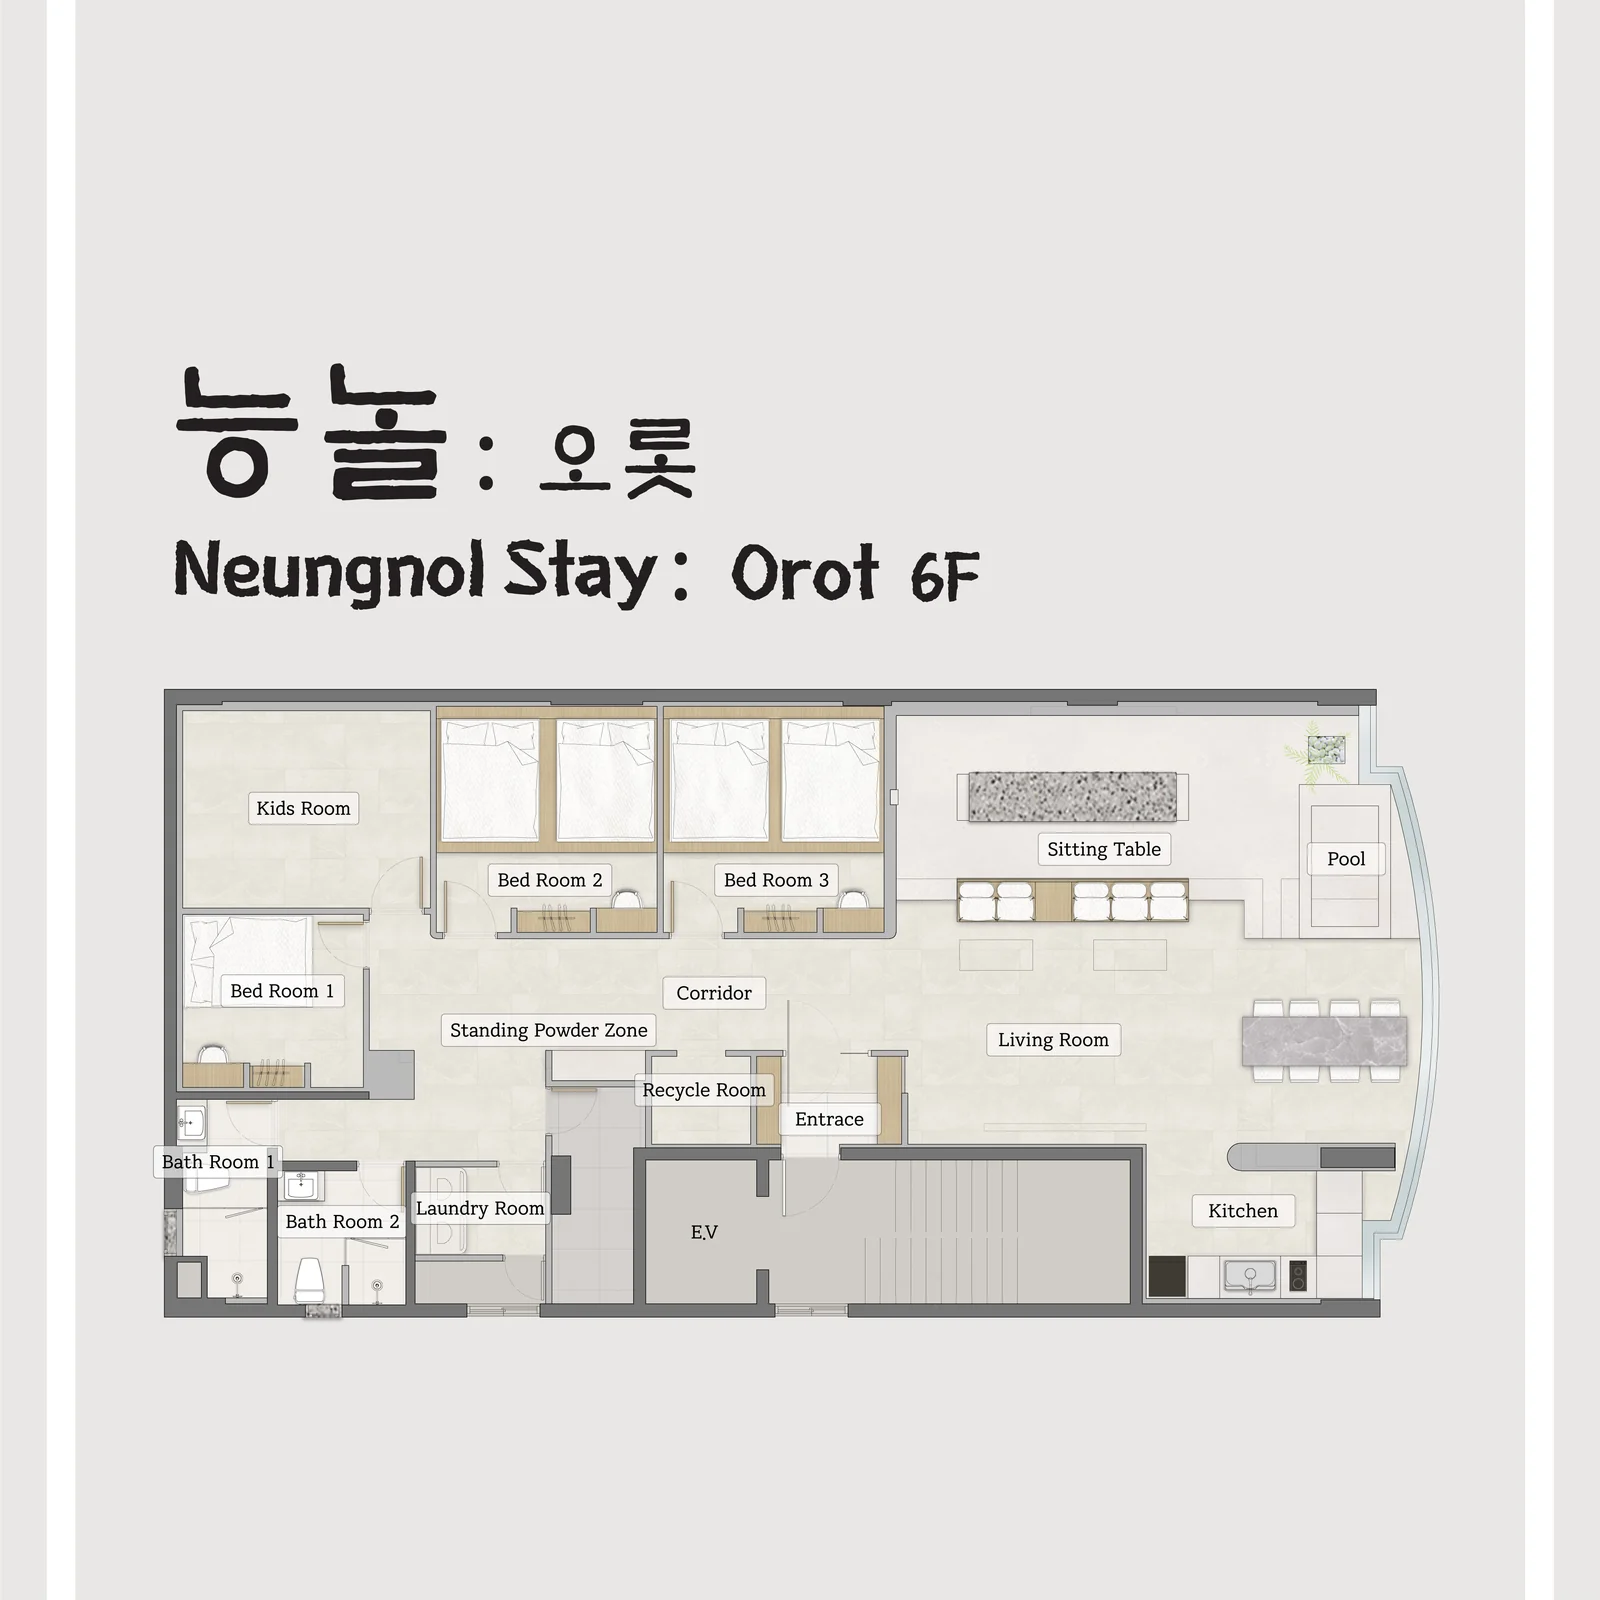 능놀 : 오롯
Neungnol Stay : Orot 6F
Kids Room
Bed Room 2
Bed Room 3
Sitting Table
Pool
Bed Room 1
Corridor
Standing Powder Zone
Living Room
Recycle Room
Entrace
Bath Room 1
Bath Room 2
Laundry Room
E.V
Kitchen